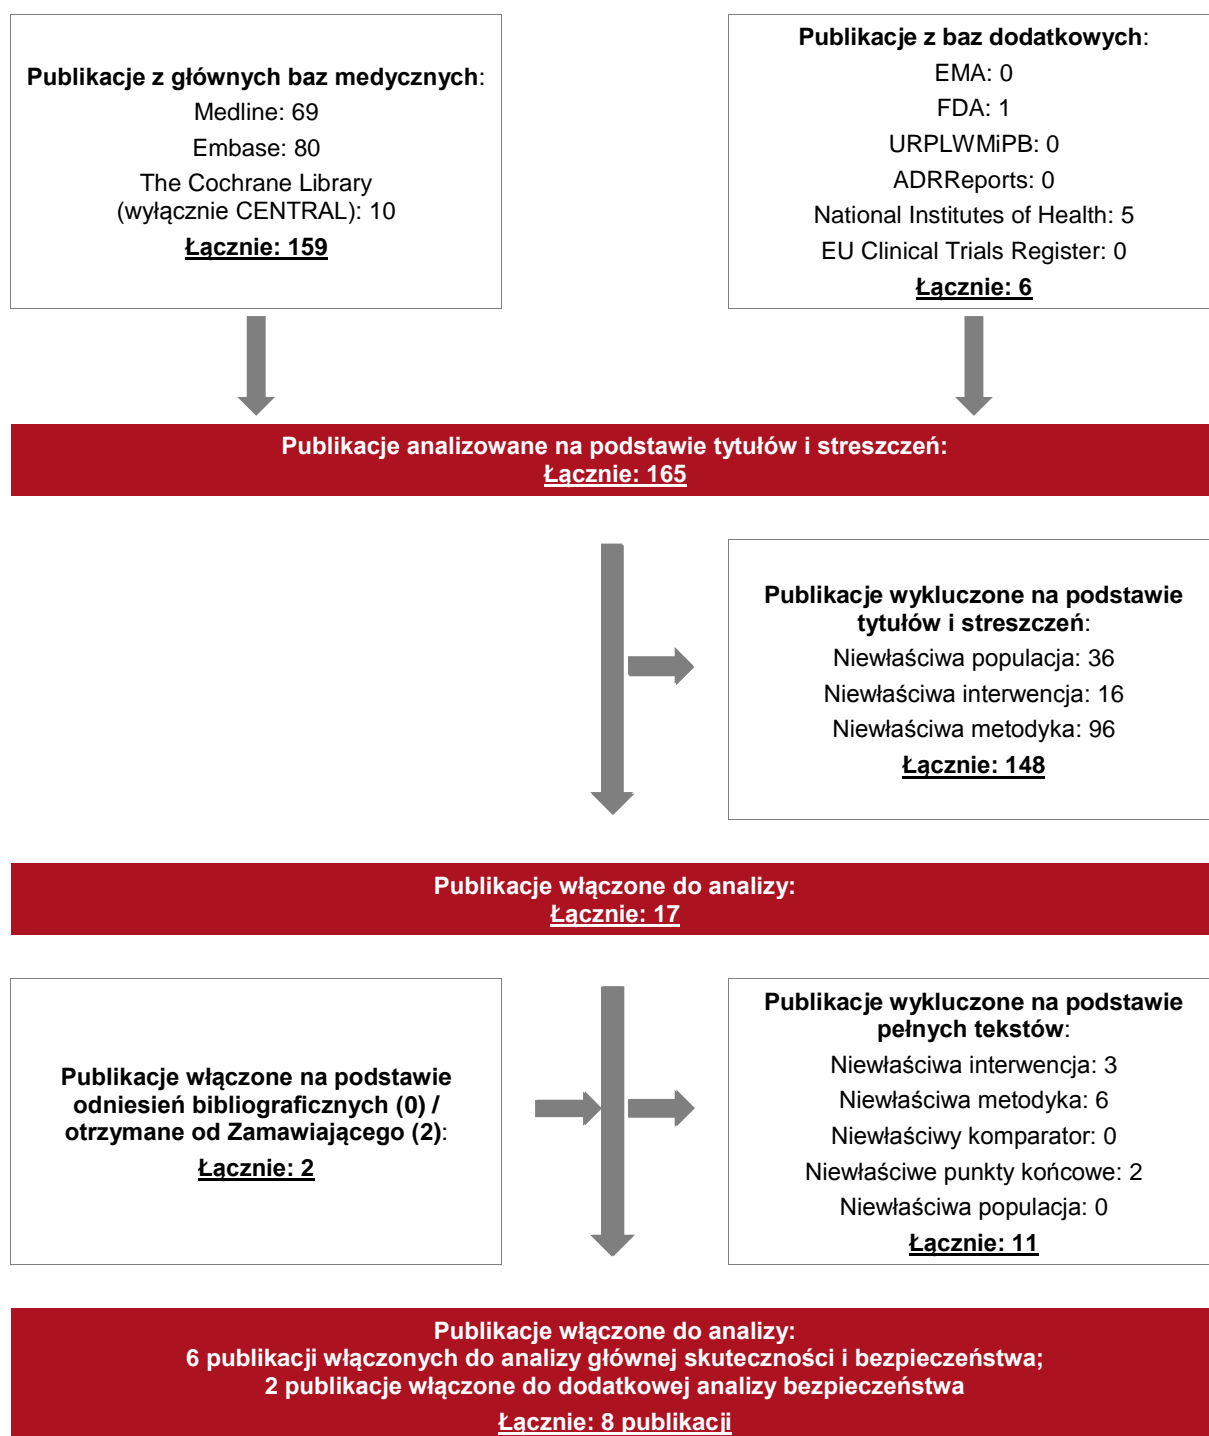 Publikacje z głównych baz medycznych:
Medline: 69
Embase: 80
The Cochrane Library
(wyłącznie CENTRAL): 10
Łącznie: 159
Publikacje z baz dodatkowych:
EMA: 0
FDA: 1
URPLWMiPB: 0
ADRReports: 0
National Institutes of Health: 5
EU Clinical Trials Register: 0
Łącznie: 6
Publikacje analizowane na podstawie tytułów i streszczeń:
Łącznie: 165
Publikacje wykluczone na podstawie
tytułów i streszczeń:
Niewłaściwa populacja: 36
Niewłaściwa interwencja: 16
Niewłaściwa metodyka: 96
Łącznie: 148
Publikacje włączone do analizy:
Łącznie: 17
Publikacje włączone na podstawie
odniesień bibliograficznych (0) /
otrzymane od Zamawiającego (2):
Łącznie: 2
Publikacje wykluczone na podstawie
pełnych tekstów:
Niewłaściwa interwencja: 3
Niewłaściwa metodyka: 6
Niewłaściwy komparator: 0
Niewłaściwe punkty końcowe: 2
Niewłaściwa populacja: 0
Łącznie: 11
Publikacje włączone do analizy:
6 publikacji włączonych do analizy głównej skuteczności i bezpieczeństwa;
2 publikacje włączone do dodatkowej analizy bezpieczeństwa
Łącznie: 8 publikacji